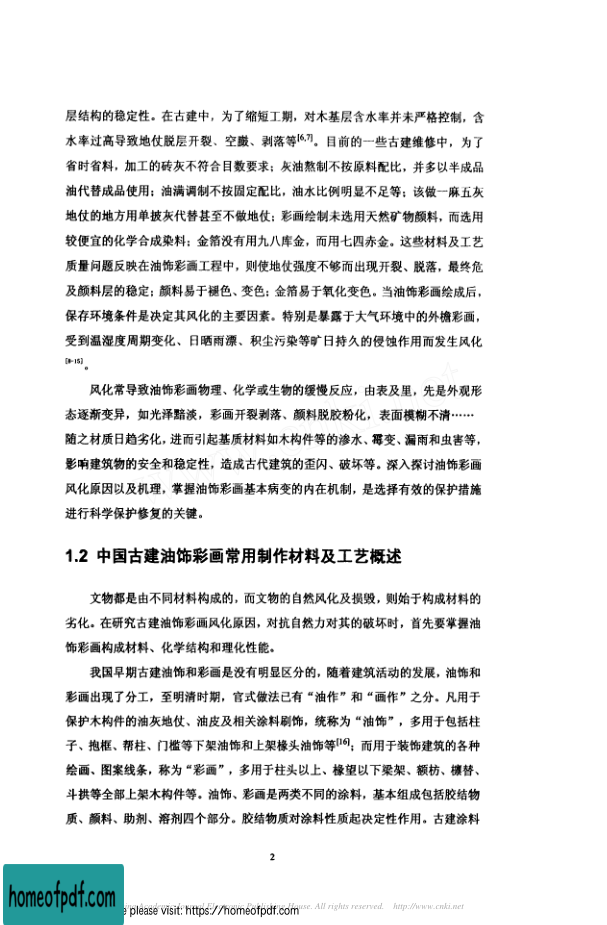 层结构的稳定性。在古建中，为了缩短工期，对木基层含水率并未严格控制，含
水率过高导致地仗脱层开裂、空臌、剥落等[6,7]。目前的一些古建维修中，为了
省时省料，加工的砖灰不符合目数要求；灰油熬制不按原料配比，并多以半成品
油代替成品使用；油满调制不按固定配比，油水比例明显不足等；该做一麻五灰
地仗的地方用单披灰代替甚至不做地仗；彩画绘制未选用天然矿物颜料，而选用
较便宜的化学合成染料；金箔没有用九八库金，而用七四赤金。这些材料及工艺
质量问题反映在油饰彩画工程中，则使地仗强度不够而出现开裂、脱落，最终危
及颜料层的稳定；颜料易于褪色、变色；金箔易于氧化变色。当油饰彩画绘成后，
保存环境条件是决定其风化的主要因素。特别是暴露于大气环境中的外檐彩画，
受到温湿度周期变化、日晒雨漂、积尘污染等旷日持久的侵蚀作用而发生风化
[8-15]。
风化常导致油饰彩画物理、化学或生物的缓慢反应，由表及里，先是外观形
态逐渐变异，如光泽黯淡，彩画开裂剥落、颜料脱胶粉化，表面模糊不清……
随之材质日趋劣化，进而引起基质材料如木构件等的渗水、霉变、漏雨和虫害等，
影响建筑物的安全和稳定性，造成古代建筑的歪闪、破坏等。深入探讨油饰彩画
风化原因以及机理，掌握油饰彩画基本病变的内在机制，是选择有效的保护措施
进行科学保护修复的关键。
1.2 中国古建油饰彩画常用制作材料及工艺概述
文物都是由不同材料构成的，而文物的自然风化及损毁，则始于构成材料的
劣化。在研究古建油饰彩画风化原因，对抗自然力对其的破坏时，首先要掌握油
饰彩画构成材料、化学结构和理化性能。
我国早期古建油饰和彩画是没有明显区分的，随着建筑活动的发展，油饰和
彩画出现了分工，至明清时期，官式做法已有“油作”和“画作”之分。凡用于
保护木构件的油灰地仗、油皮及相关涂料刷饰，统称为“油饰”，多用于包括柱
子、抱框、帮柱、门槛等下架油饰和上架椽头油饰等[16]；而用于装饰建筑的各种
绘画、图案线条，称为“彩画”，多用于柱头以上、椽望以下梁架、额枋、檩替、
斗拱等全部上架木构件等。油饰、彩画是两类不同的涂料，基本组成包括胶结物
质、颜料、助剂、溶剂四个部分。胶结物质对涂料性质起决定性作用。古建涂料
2
Academic Journal Electronic Publishing House. All rights reserved. http://www.cnki.net
homeofpdf.com
e please visit: https://homeofpdf.com